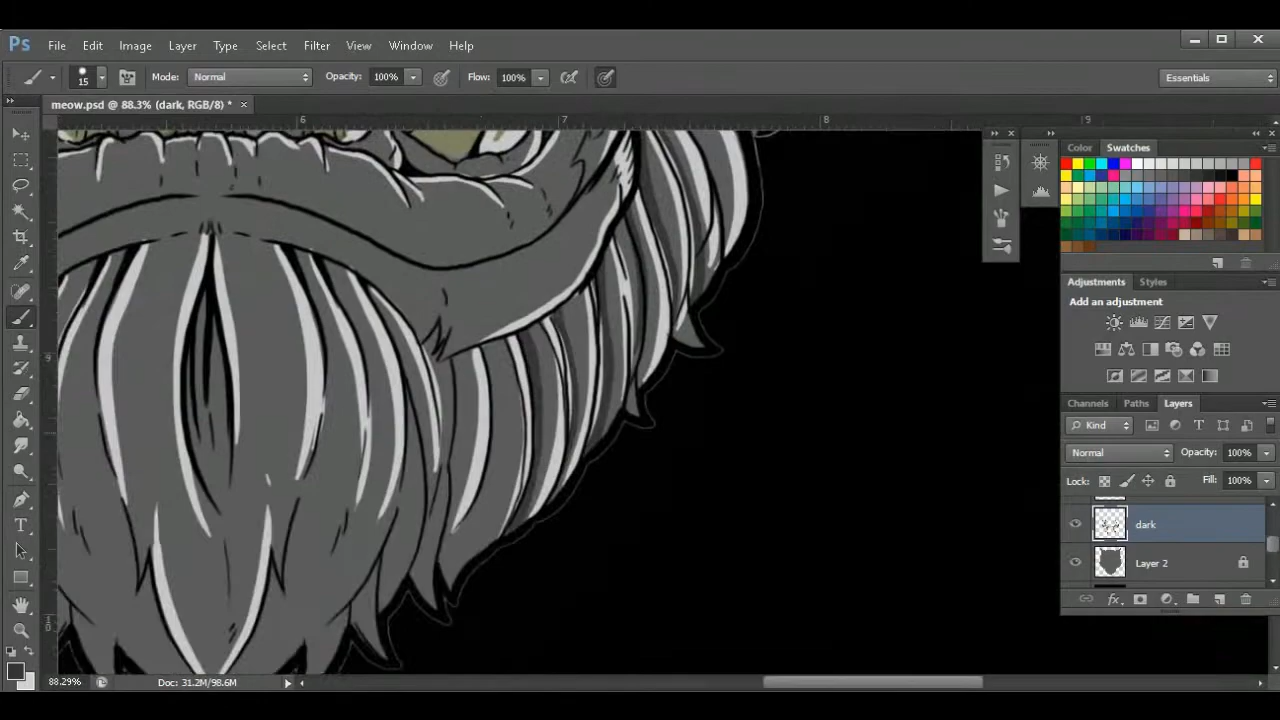 Ps File Edit Image Layer Type Select Filter View Window Help
15 Mode: Normal Opacity: 100% Flow: 100% Essentials
meow.psd @ 88.3% (dark, RGB/8) * ×
6 7 8 9
Color Swatches
Adjustments Styles
Add an adjustment
9
Channels Paths Layers
Kind
Normal Opacity: 100%
Lock: Fill: 100%
dark
Layer 2
1
0
88.29% Doc: 31.2M/98.6M